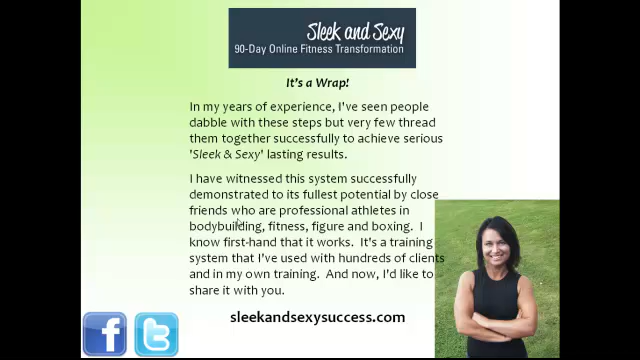 Sleek and Sexy
90-Day Online Fitness Transformation
It's a Wrap!
In my years of experience, I've seen people
dabble with these steps but very few thread
them together successfully to achieve serious
'Sleek & Sexy' lasting results.
I have witnessed this system successfully
demonstrated to its fullest potential by close
friends who are professional athletes in
bodybuilding, fitness, figure and boxing. I
know first-hand that it works. It's a training
system that I've used with hundreds of clients
and in my own training. And now, I'd like to
share it with you.
sleekandsexysuccess.com